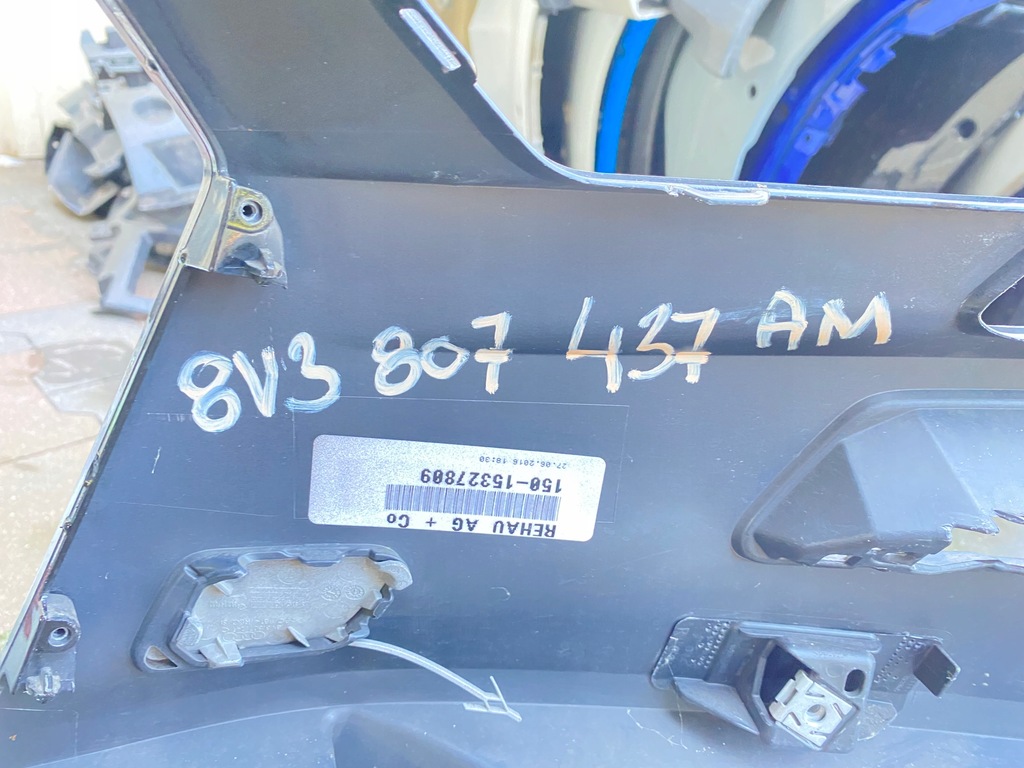 8V3 807 437 AM
REHAU AG + Co
150-15327809
27.06.2016 18:30